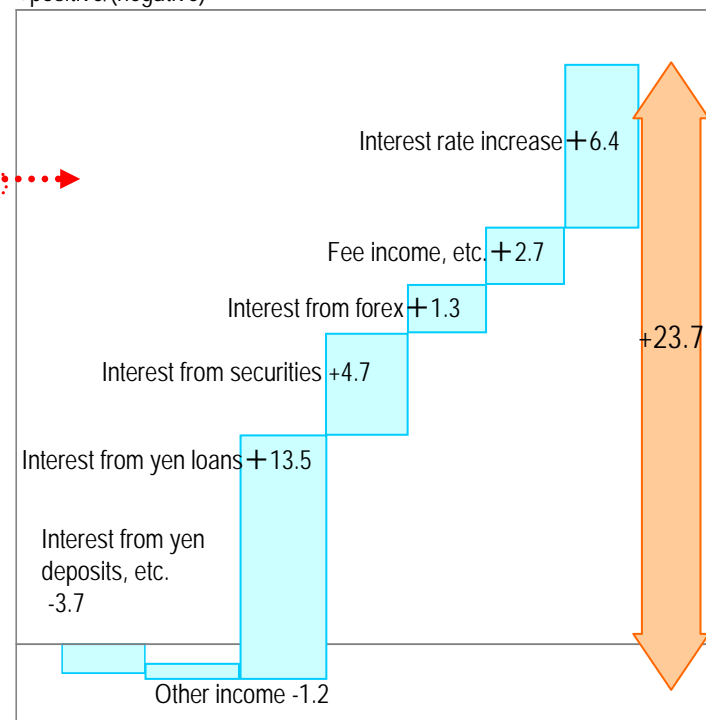 Interest rate increase +6.4
Fee income, etc. +2.7
Interest from forex +1.3
+23.7
Interest from securities +4.7
Interest from yen loans +13.5
Interest from yen
deposits, etc.
-3.7
Other income -1.2